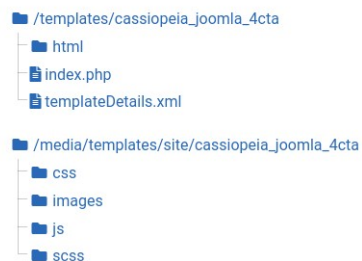 /templates/cassiopeia_joomla_4cta
html
index.php
templateDetails.xml
/media/templates/site/cassiopeia_joomla_4cta
css
images
js
scss